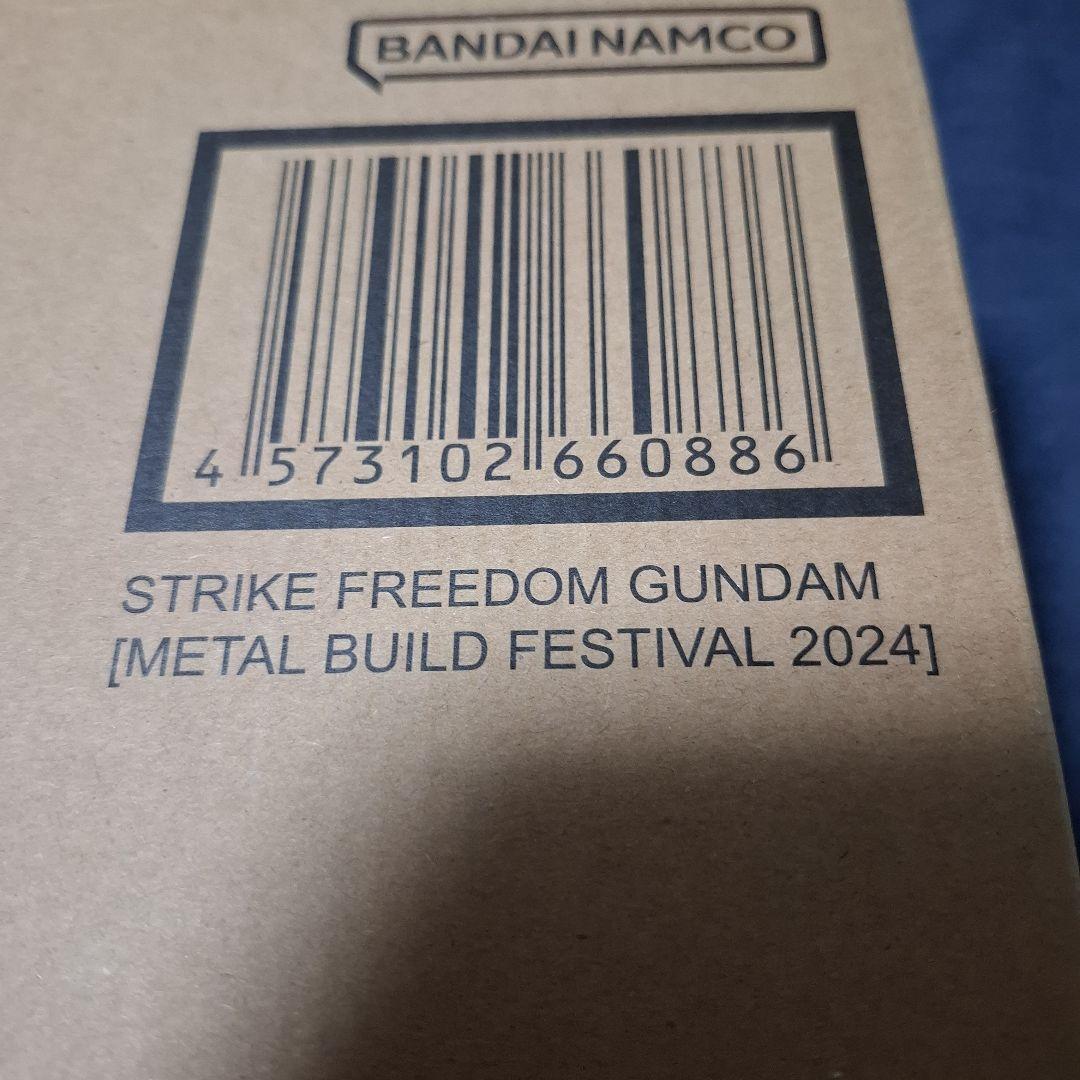 BANDAI NAMCO
4 573102 660886
STRIKE FREEDOM GUNDAM
[METAL BUILD FESTIVAL 2024]